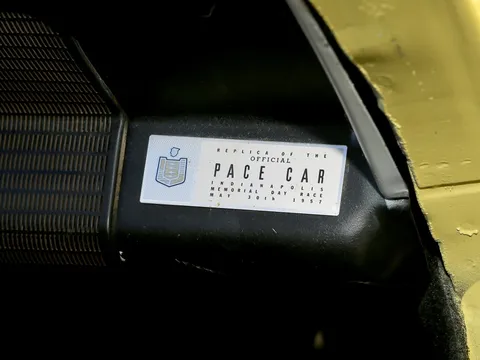 REPLICA OF THE
OFFICIAL
PACE CAR
INDIANAPOLIS
MEMORIAL DAY RACE
MAY 30th 1957